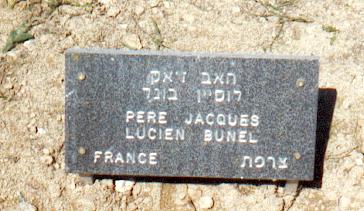 האב ז׳אק
לוסיין בונל
PERE JACQUES
LUCIEN BUNEL
FRANCE צרפת